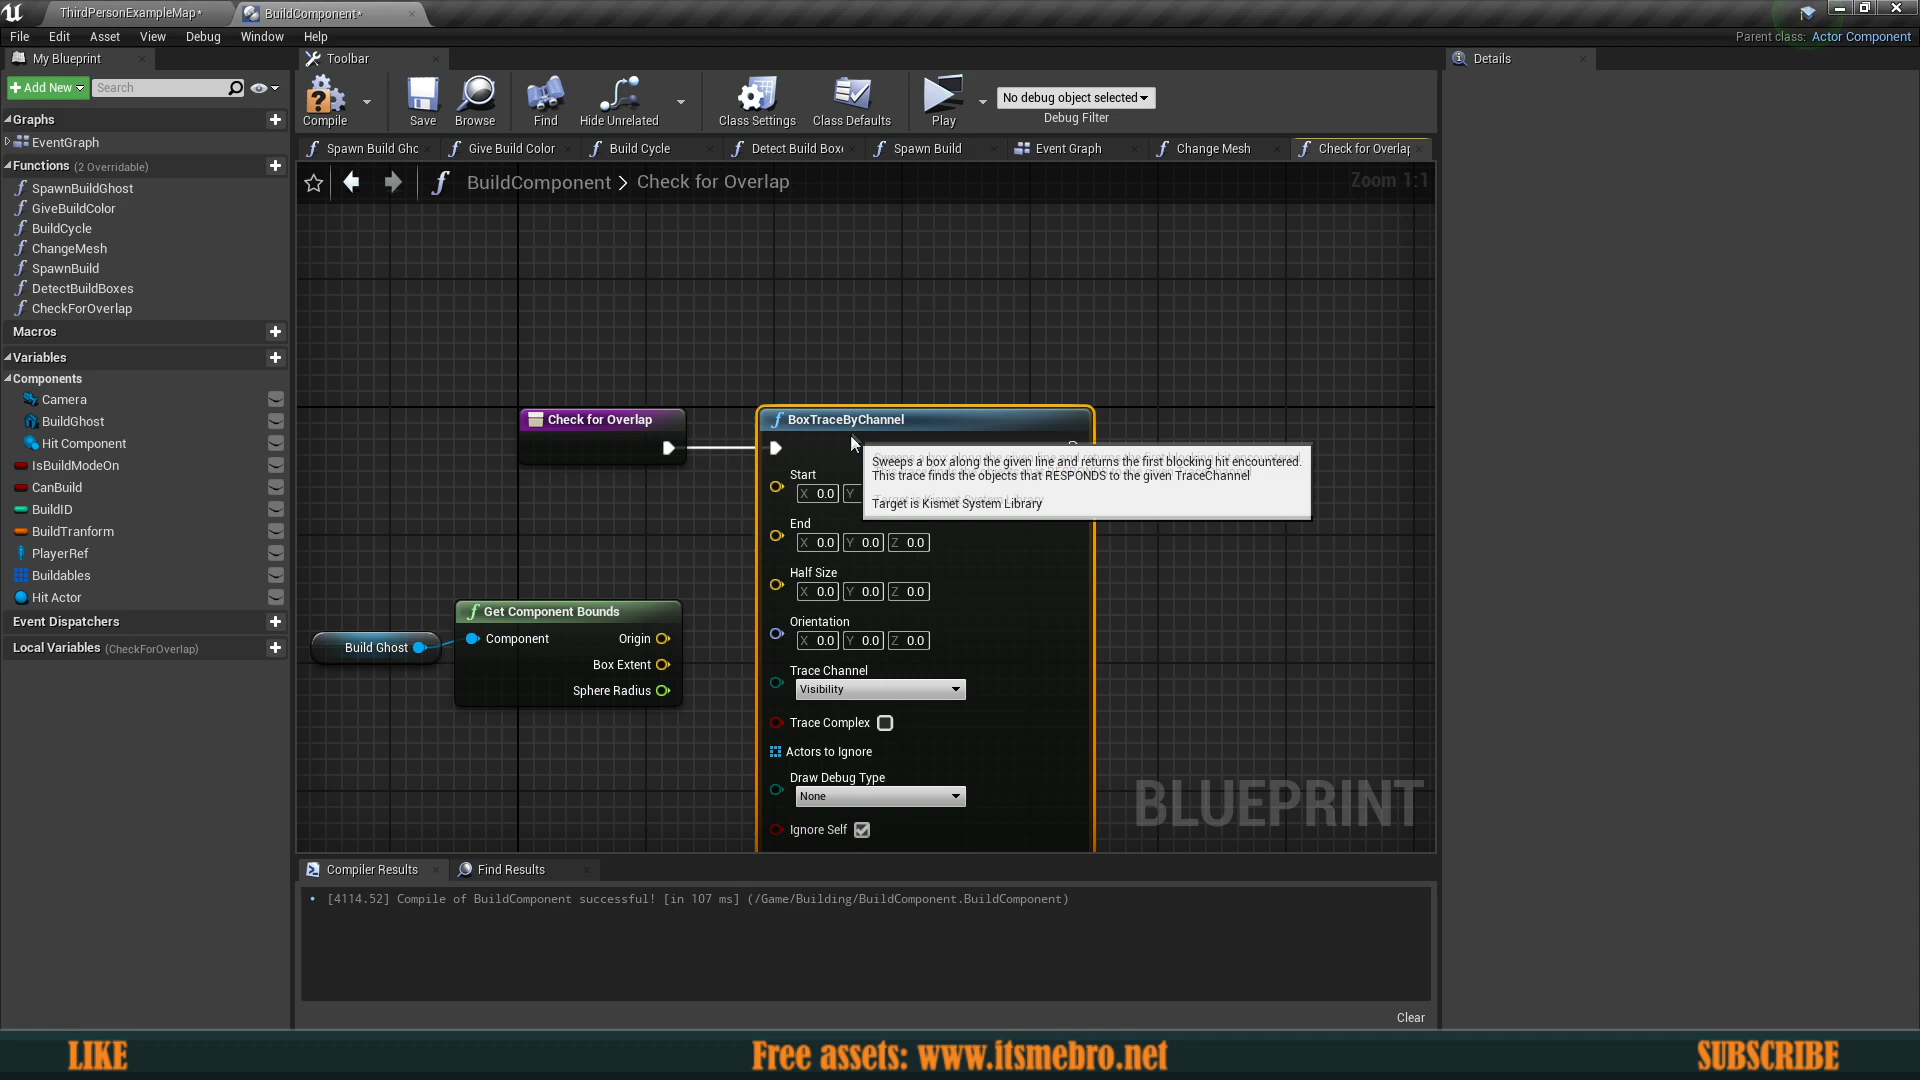 ThirdPersonExampleMap*
BuildComponent*
File Edit Asset View Debug Window Help
Parent class: Actor Component
My Blueprint
Toolbar
Details
Add New
Search
Compile
Save
Browse
Find
Hide Unrelated
Class Settings
Class Defaults
Play
No debug object selected
Debug Filter
Graphs
EventGraph
Functions (2 Overridable)
SpawnBuildGhost
GiveBuildColor
BuildCycle
ChangeMesh
SpawnBuild
DetectBuildBoxes
CheckForOverlap
Macros
Variables
Components
Camera
BuildGhost
Hit Component
IsBuildModeOn
CanBuild
BuildID
BuildTranform
PlayerRef
Buildables
Hit Actor
Event Dispatchers
Local Variables (CheckForOverlap)
Spawn Build Ghc
Give Build Color
Build Cycle
Detect Build Boxe
Spawn Build
Event Graph
Change Mesh
Check for Overlap
BuildComponent > Check for Overlap
Zoom 1:1
Check for Overlap
BoxTraceByChannel
Sweeps a box along the given line and returns the first blocking hit encountered.
This trace finds the objects that RESPONDS to the given TraceChannel
Target is Kismet System Library
Start
X 0.0 Y
End
X 0.0 Y 0.0 Z 0.0
Half Size
X 0.0 Y 0.0 Z 0.0
Orientation
X 0.0 Y 0.0 Z 0.0
Trace Channel
Visibility
Trace Complex
Actors to Ignore
Draw Debug Type
None
Ignore Self
Build Ghost
Get Component Bounds
Component
Origin
Box Extent
Sphere Radius
BLUEPRINT
Compiler Results
Find Results
[4114.52] Compile of BuildComponent successful! [in 107 ms] (/Game/Building/BuildComponent.BuildComponent)
Clear
LIKE
Free assets: www.itsmebro.net
SUBSCRIBE